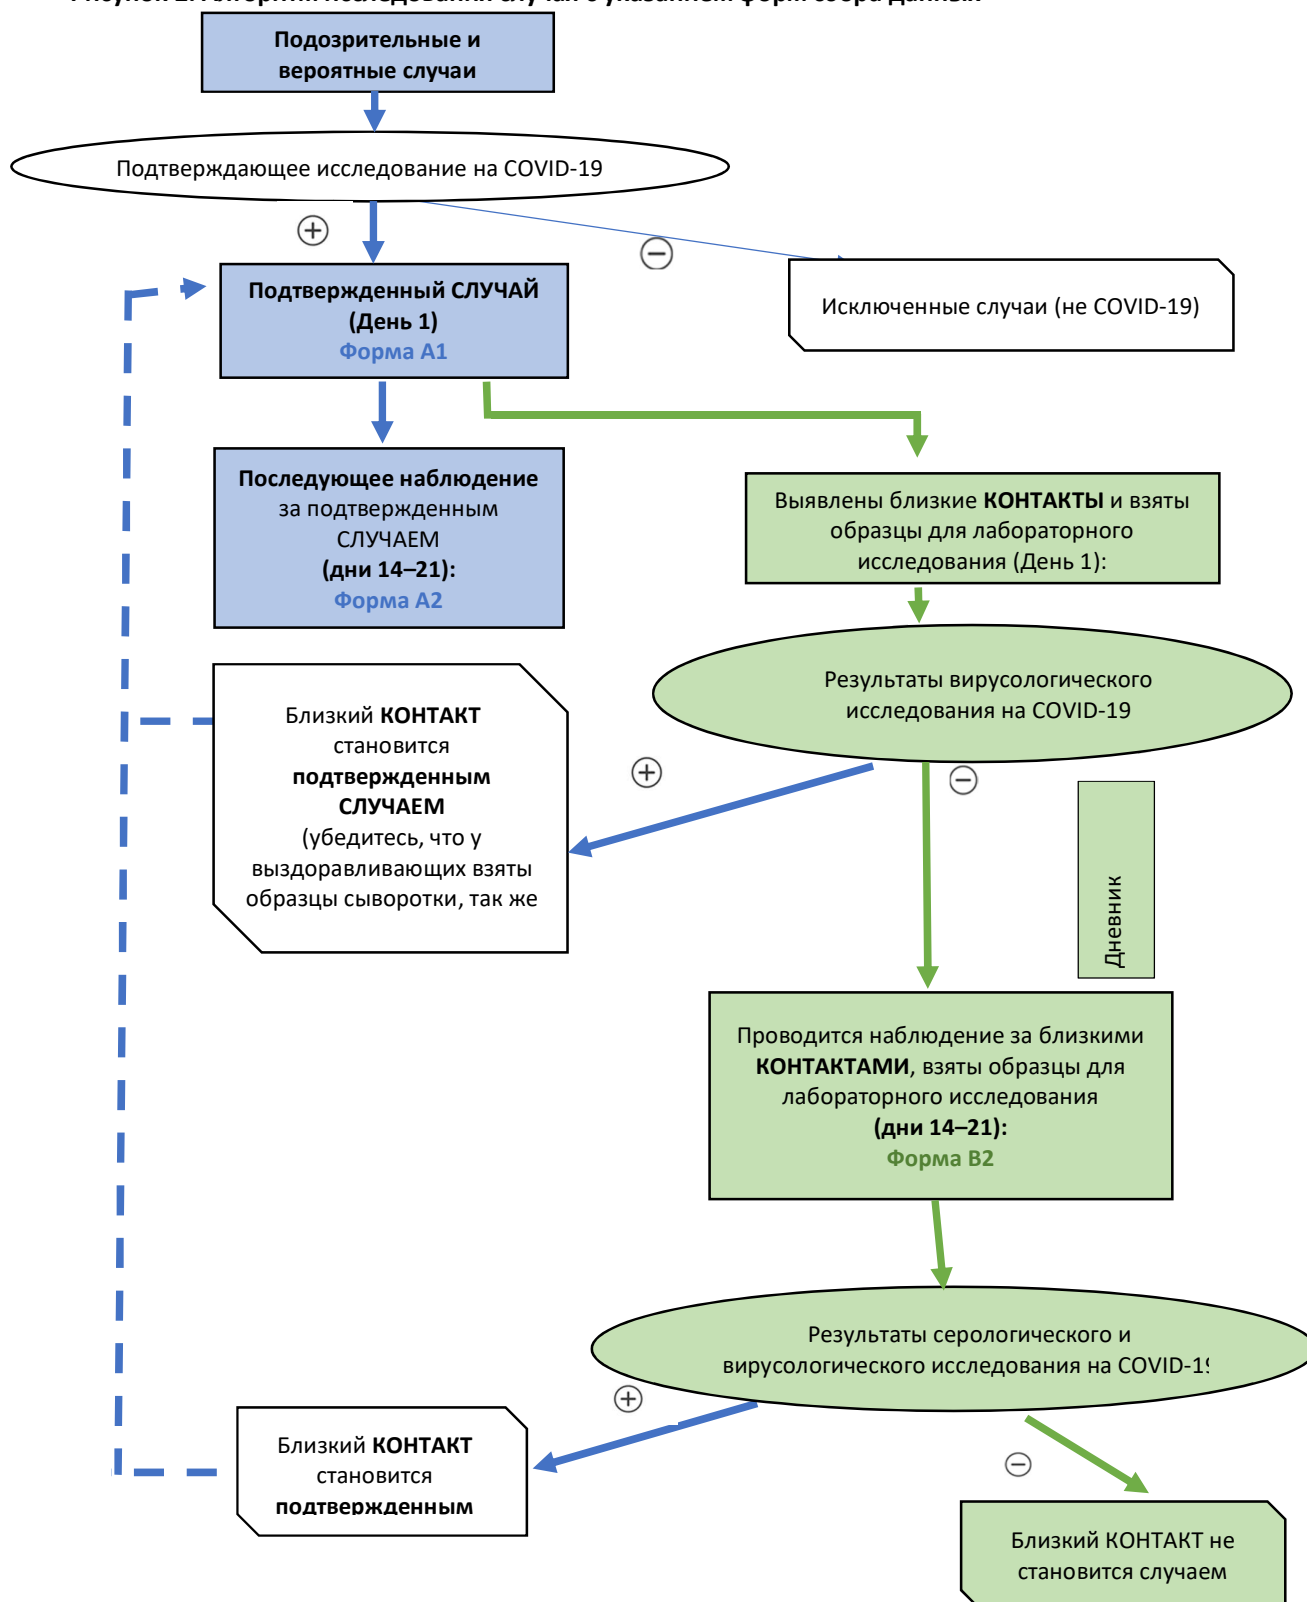 Подозрительные и
вероятные случаи
Подтверждающее исследование на COVID-19
Исключенные случаи (не COVID-19)
Подтвержденный СЛУЧАЙ
(День 1)
Форма А1
Последующее наблюдение
за подтвержденным
СЛУЧАЕМ
(дни 14–21):
Форма А2
Выявлены близкие КОНТАКТЫ и взяты
образцы для лабораторного
исследования (День 1):
Результаты вирусологического
исследования на COVID-19
Близкий КОНТАКТ
становится
подтвержденным
СЛУЧАЕМ
(убедитесь, что у
выздоравливающих взяты
образцы сыворотки, так же
Дневник
Проводится наблюдение за близкими
КОНТАКТАМИ, взяты образцы для
лабораторного исследования
(дни 14–21):
Форма В2
Результаты серологического и
вирусологического исследования на COVID-19
Близкий КОНТАКТ
становится
подтвержденным
Близкий КОНТАКТ не
становится случаем